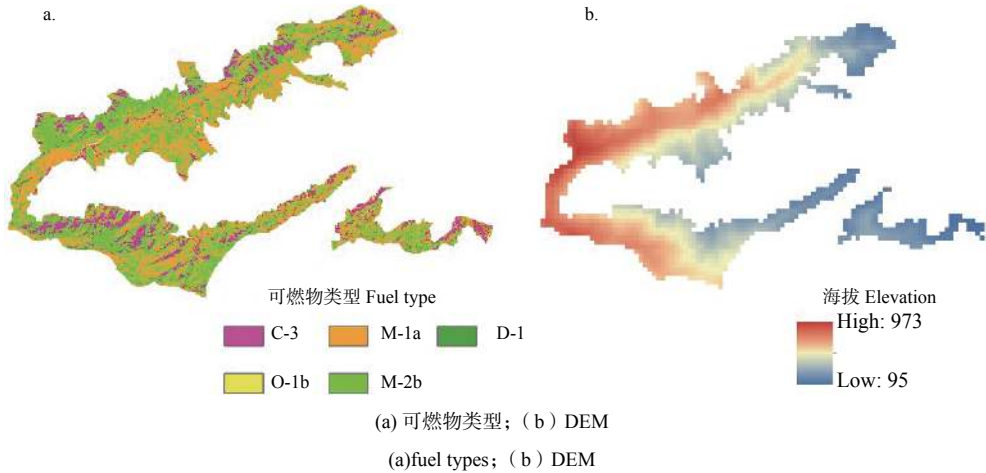 a.
b.
可燃物类型 Fuel type
C-3
M-1a
D-1
O-1b
M-2b
海拔 Elevation
High: 973
Low: 95
(a) 可燃物类型；（b）DEM
(a)fuel types；（b）DEM